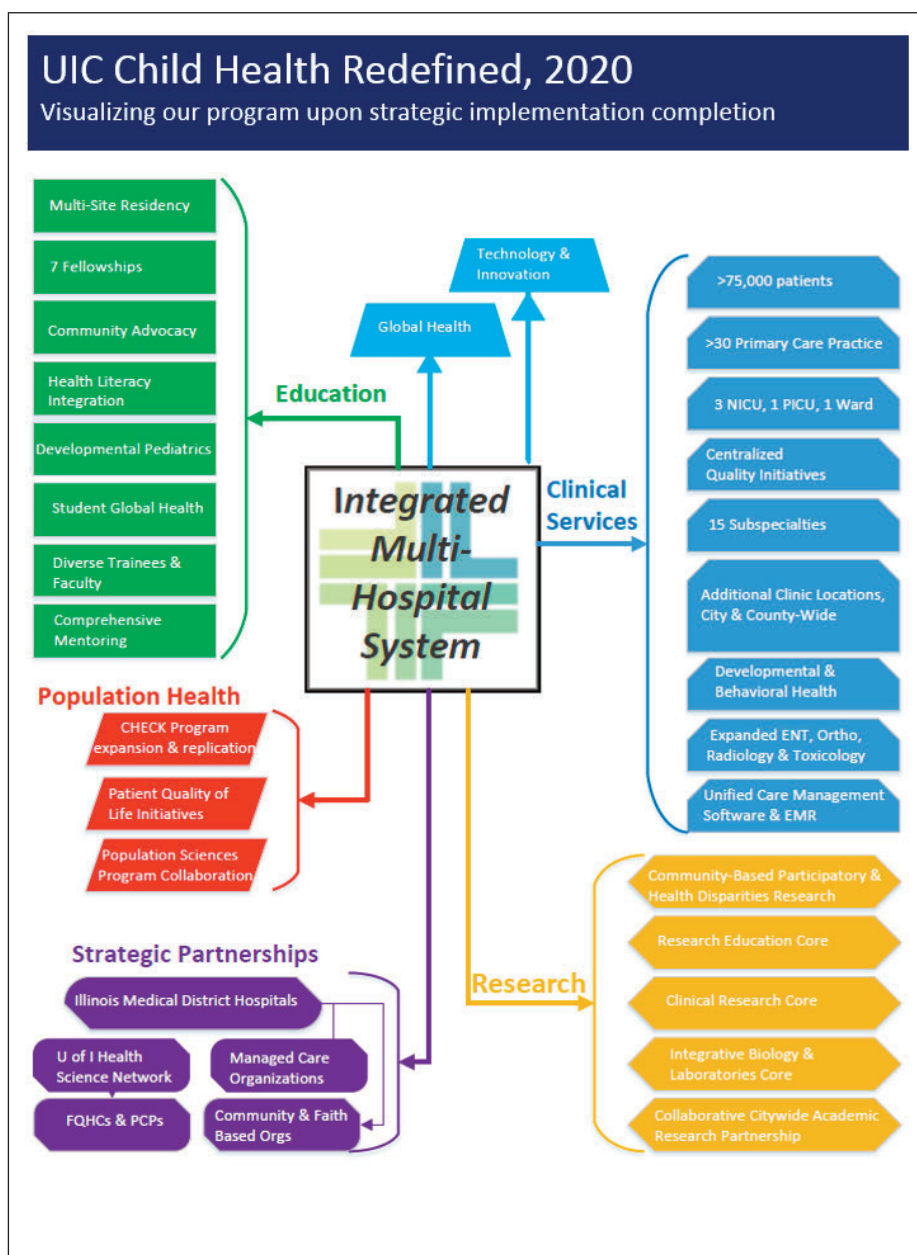 UIC Child Health Redefined, 2020
Visualizing our program upon strategic implementation completion
Multi-Site Residency
7 Fellowships
Community Advocacy
Health Literacy
Integration
Developmental Pediatrics
Student Global Health
Diverse Trainees &
Faculty
Comprehensive
Mentoring
Education
Global Health
Technology &
Innovation
Integrated
Multi-
Hospital
System
Clinical
Services
>75,000 patients
>30 Primary Care Practice
3 NICU, 1 PICU, 1 Ward
Centralized
Quality Initiatives
15 Subspecialties
Additional Clinic Locations,
City & County-Wide
Developmental &
Behavioral Health
Expanded ENT, Ortho,
Radiology & Toxicology
Unified Care Management
Software & EMR
Population Health
CHECK Program
expansion & replication
Patient Quality of
Life Initiatives
Population Sciences
Program Collaboration
Strategic Partnerships
Illinois Medical District Hospitals
U of I Health
Science Network
Managed Care
Organizations
FQHCs & PCPs
Community & Faith
Based Orgs
Research
Community-Based Participatory &
Health Disparities Research
Research Education Core
Clinical Research Core
Integrative Biology &
Laboratories Core
Collaborative Citywide Academic
Research Partnership